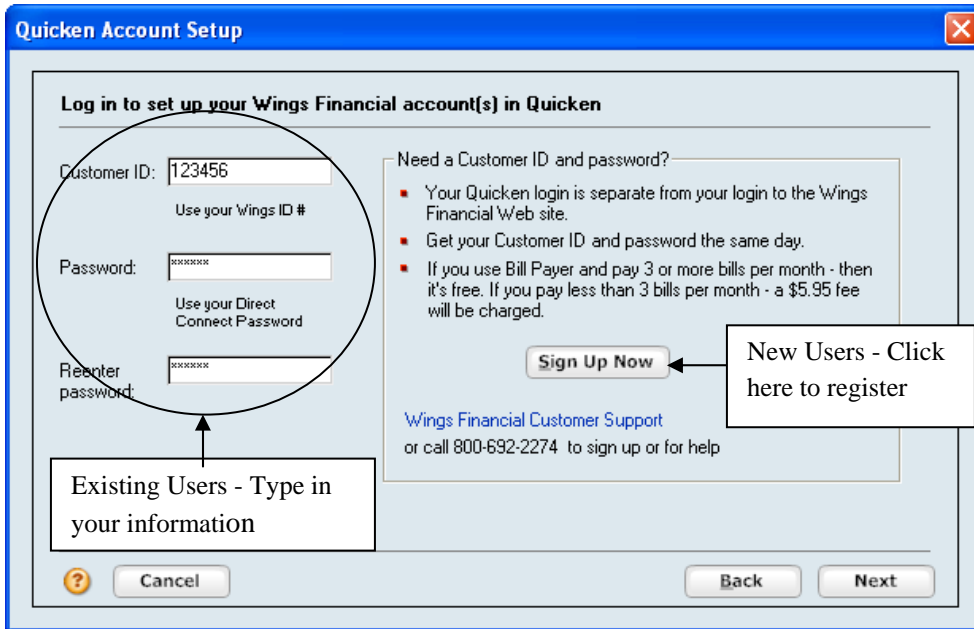 Quicken Account Setup
Log in to set up your Wings Financial account(s) in Quicken
Customer ID: 123456
Use your Wings ID #
Password: ××××××
Use your Direct
Connect Password
Reenter
password: ××××××
Need a Customer ID and password?
Your Quicken login is separate from your login to the Wings
Financial Web site.
Get your Customer ID and password the same day.
If you use Bill Payer and pay 3 or more bills per month - then
it's free. If you pay less than 3 bills per month - a $5.95 fee
will be charged.
Sign Up Now
New Users - Click
here to register
Wings Financial Customer Support
or call 800-692-2274 to sign up or for help
Existing Users - Type in
your information
?
Cancel
Back
Next